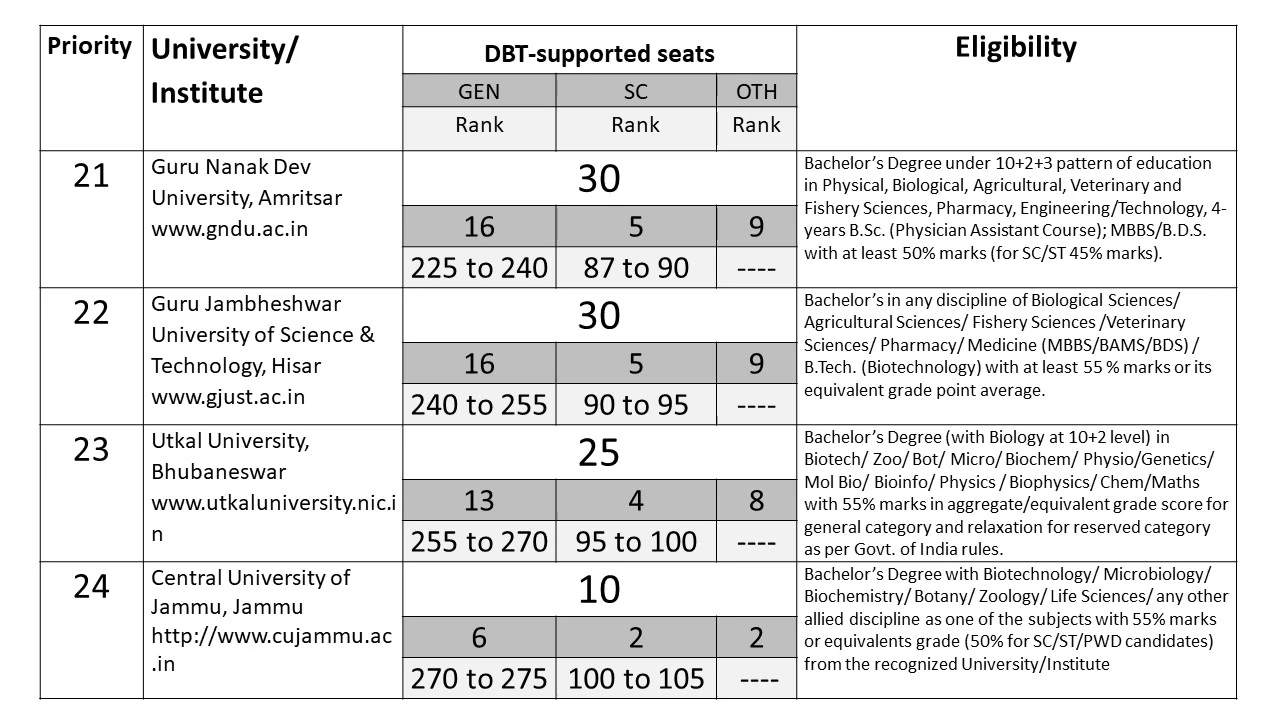 Priority
University/
Institute
DBT-supported seats
Eligibility
GEN
SC
OTH
Rank
Rank
Rank
21
Guru Nanak Dev
University, Amritsar
www.gndu.ac.in
30
16
5
9
225 to 240
87 to 90
----
Bachelor’s Degree under 10+2+3 pattern of education
in Physical, Biological, Agricultural, Veterinary and
Fishery Sciences, Pharmacy, Engineering/Technology, 4-
years B.Sc. (Physician Assistant Course); MBBS/B.D.S.
with at least 50% marks (for SC/ST 45% marks).
22
Guru Jambheshwar
University of Science &
Technology, Hisar
www.gjust.ac.in
30
16
5
9
240 to 255
90 to 95
----
Bachelor’s in any discipline of Biological Sciences/
Agricultural Sciences/ Fishery Sciences /Veterinary
Sciences/ Pharmacy/ Medicine (MBBS/BAMS/BDS) /
B.Tech. (Biotechnology) with at least 55 % marks or its
equivalent grade point average.
23
Utkal University,
Bhubaneswar
www.utkaluniversity.nic.i
n
25
13
4
8
255 to 270
95 to 100
----
Bachelor’s Degree (with Biology at 10+2 level) in
Biotech/ Zoo/ Bot/ Micro/ Biochem/ Physio/Genetics/
Mol Bio/ Bioinfo/ Physics / Biophysics/ Chem/Maths
with 55% marks in aggregate/equivalent grade score for
general category and relaxation for reserved category
as per Govt. of India rules.
24
Central University of
Jammu, Jammu
http://www.cujammu.ac
.in
10
6
2
2
270 to 275
100 to 105
----
Bachelor’s Degree with Biotechnology/ Microbiology/
Biochemistry/ Botany/ Zoology/ Life Sciences/ any other
allied discipline as one of the subjects with 55% marks
or equivalents grade (50% for SC/ST/PWD candidates)
from the recognized University/Institute